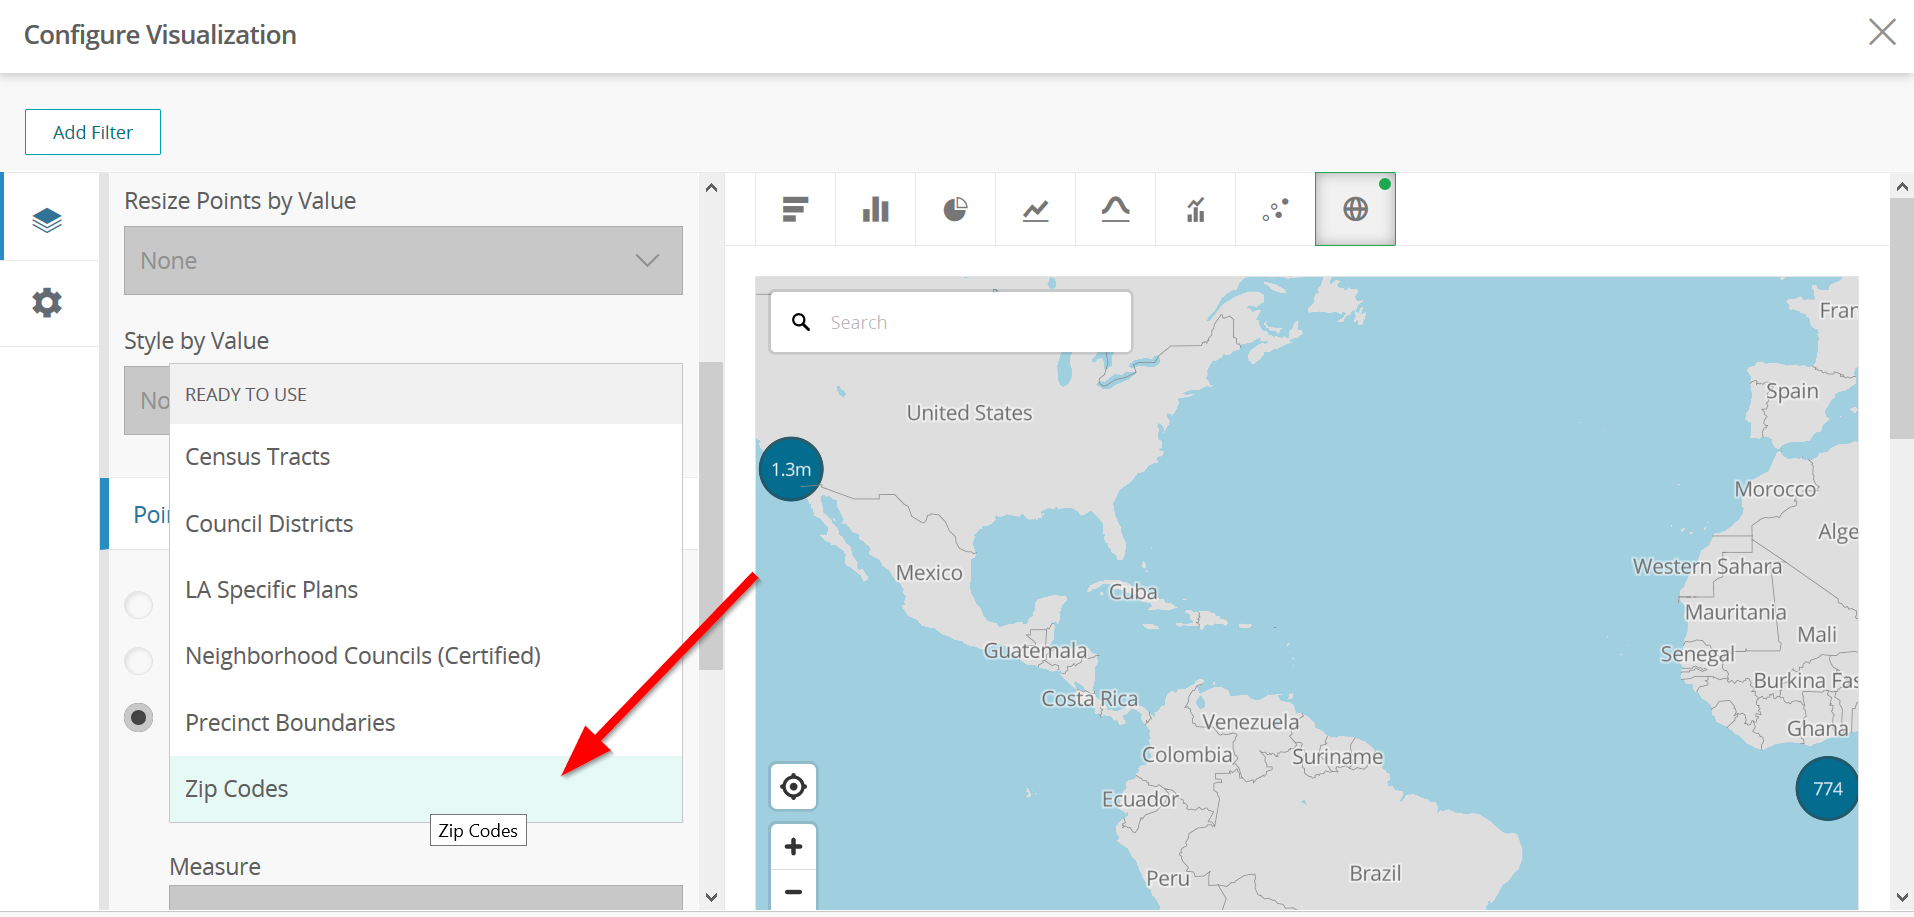 Configure Visualization
Add Filter
Resize Points by Value
None
Style by Value
No
READY TO USE
Census Tracts
Council Districts
Poi
LA Specific Plans
Neighborhood Councils (Certified)
Precinct Boundaries
Zip Codes
Zip Codes
Measure
Search
United States
1.3m
Mexico
Cuba
Guatemala
Costa Rica
Venezuela
Colombia
Suriname
Ecuador
Peru
Brazil
Fran
Spain
Morocco
Alge
Western Sahara
Mauritania
Mali
Senegal
Burkina Fas
Ghana
774